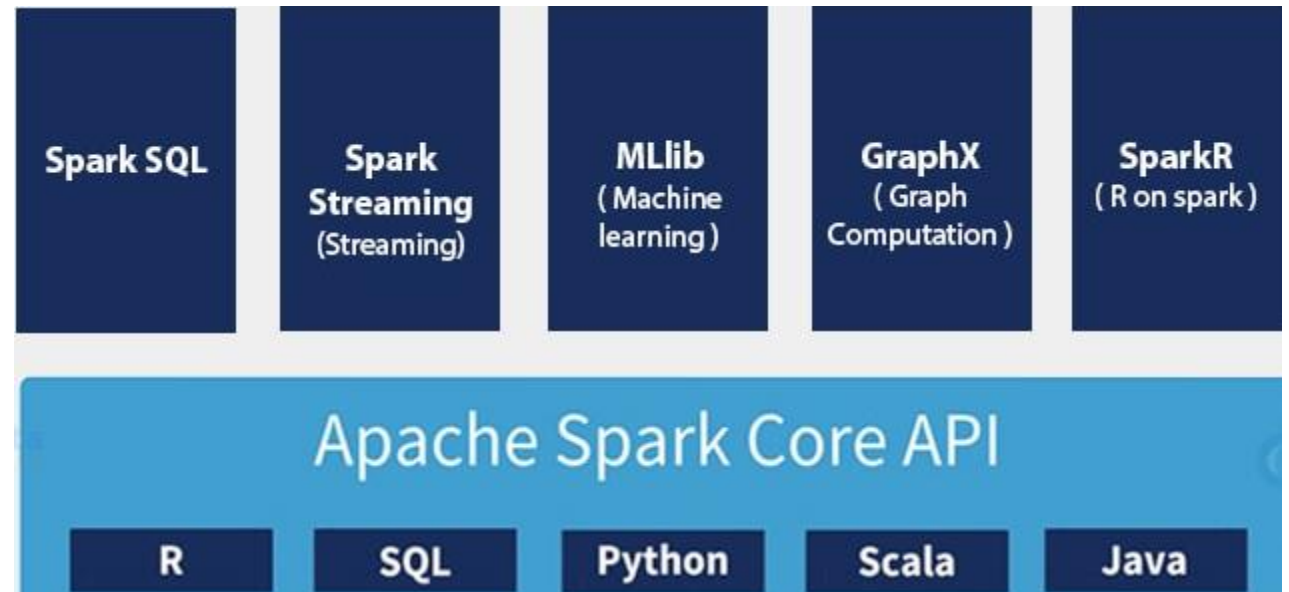 Spark SQL
Spark
Streaming
(Streaming)
MLlib
( Machine
learning )
GraphX
( Graph
Computation )
SparkR
( R on spark )
Apache Spark Core API
R
SQL
Python
Scala
Java